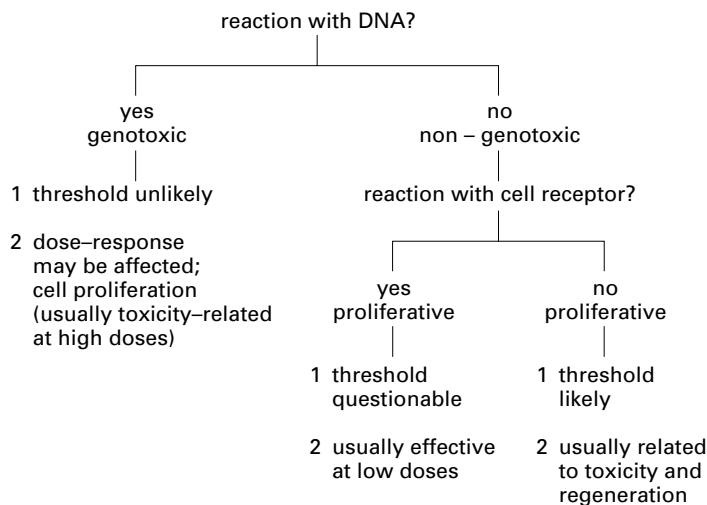 reaction with DNA?
yes
genotoxic
no
non – genotoxic
1 threshold unlikely
2 dose–response
may be affected;
cell proliferation
(usually toxicity–related
at high doses)
reaction with cell receptor?
yes
proliferative
no
proliferative
1 threshold
questionable
2 usually effective
at low doses
1 threshold
likely
2 usually related
to toxicity and
regeneration